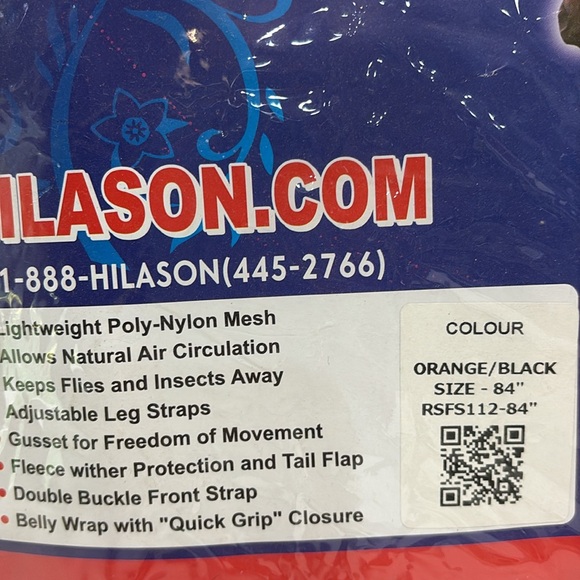 ILASON.COM
1-888-HILASON(445-2766)
Lightweight Poly-Nylon Mesh
Allows Natural Air Circulation
Keeps Flies and Insects Away
Adjustable Leg Straps
Gusset for Freedom of Movement
• Fleece wither Protection and Tail Flap
• Double Buckle Front Strap
• Belly Wrap with "Quick Grip" Closure
COLOUR
ORANGE/BLACK
SIZE - 84"
RSFS112-84"